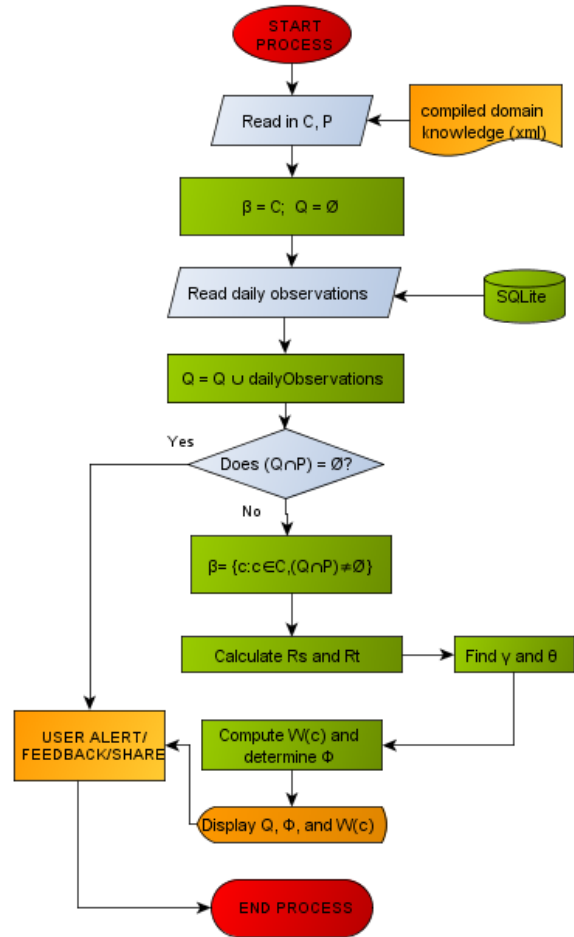 START
PROCESS
Read in C, P
compiled domain
knowledge (xml)
β = C; Q = Ø
Read daily observations
SQLite
Q = Q ∪ dailyObservations
Yes
Does (Q∩P) = Ø?
No
β= {c:c∈C,(Q∩P)≠Ø}
Calculate Rs and Rt
Find γ and θ
USER ALERT/
FEEDBACK/SHARE
Compute W(c) and
determine Φ
Display Q, Φ, and W(c)
END PROCESS